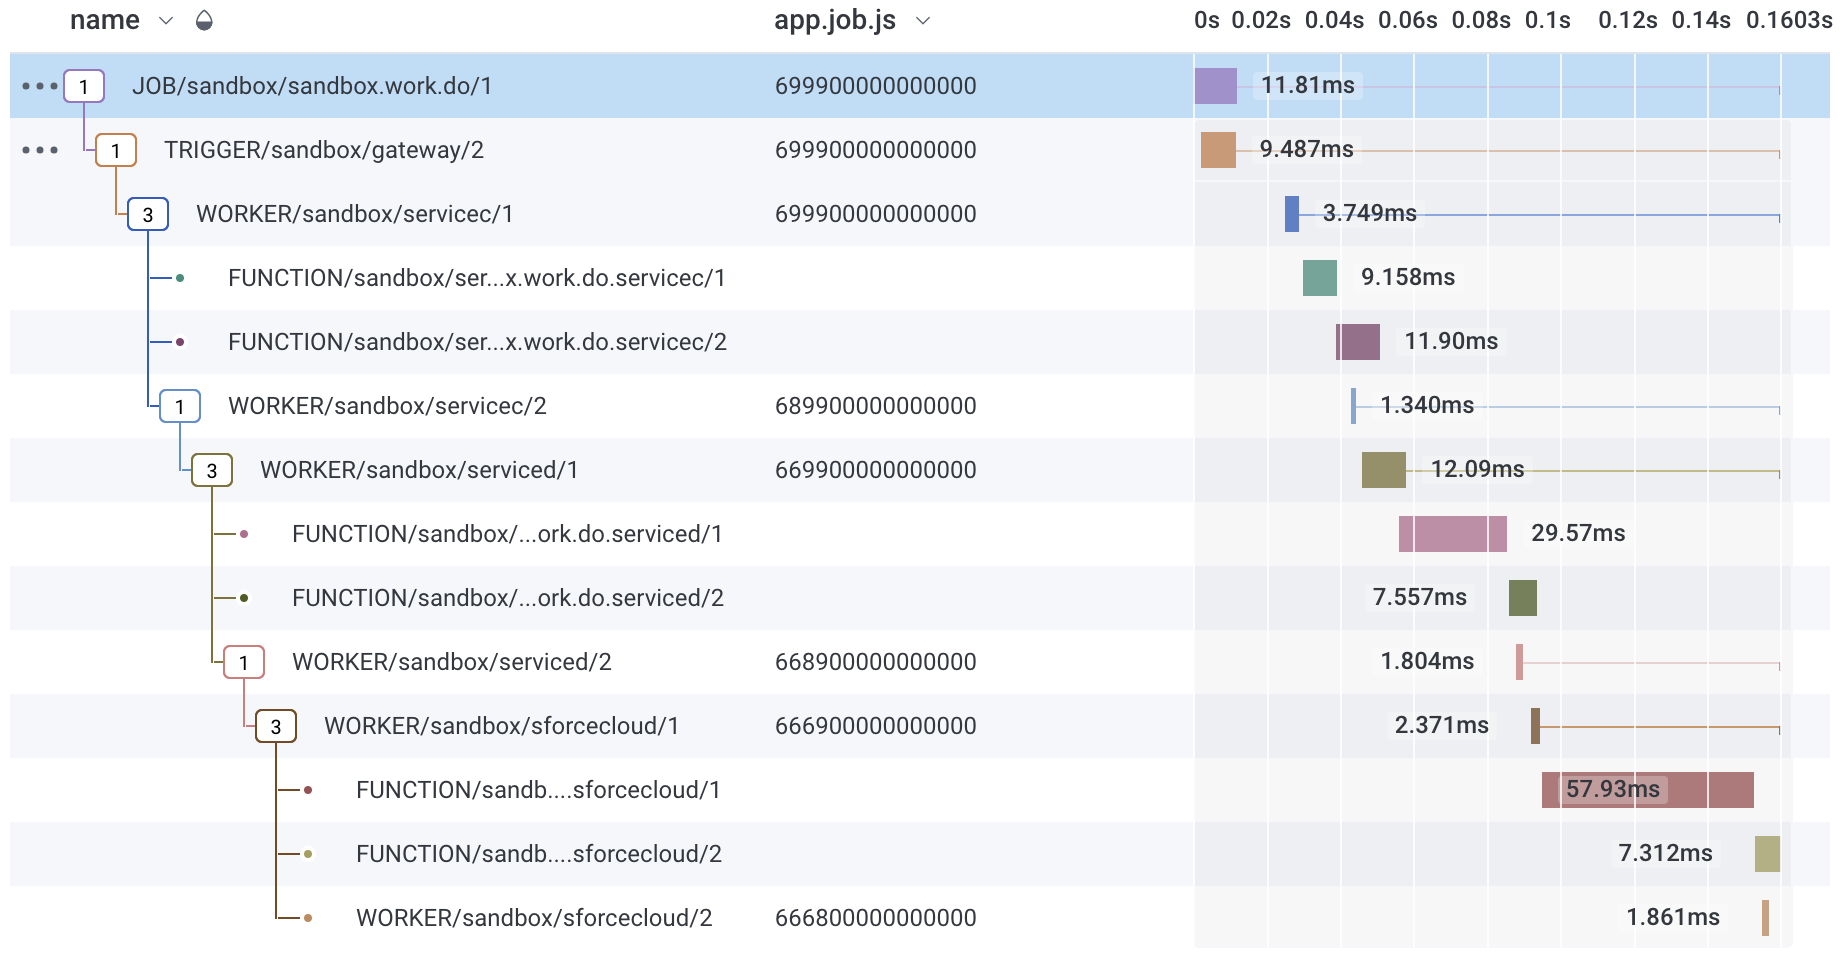 name app.job.js 0s 0.02s 0.04s 0.06s 0.08s 0.1s 0.12s 0.14s 0.1603s
1 JOB/sandbox/sandbox.work.do/1 699900000000000 11.81ms
1 TRIGGER/sandbox/gateway/2 699900000000000 9.487ms
3 WORKER/sandbox/servicec/1 699900000000000 3.749ms
FUNCTION/sandbox/ser...x.work.do.servicec/1 9.158ms
FUNCTION/sandbox/ser...x.work.do.servicec/2 11.90ms
1 WORKER/sandbox/servicec/2 689900000000000 1.340ms
3 WORKER/sandbox/serviced/1 669900000000000 12.09ms
FUNCTION/sandbox/...ork.do.serviced/1 29.57ms
FUNCTION/sandbox/...ork.do.serviced/2 7.557ms
1 WORKER/sandbox/serviced/2 668900000000000 1.804ms
3 WORKER/sandbox/sforcecloud/1 666900000000000 2.371ms
FUNCTION/sandb....sforcecloud/1 57.93ms
FUNCTION/sandb....sforcecloud/2 7.312ms
WORKER/sandbox/sforcecloud/2 666800000000000 1.861ms